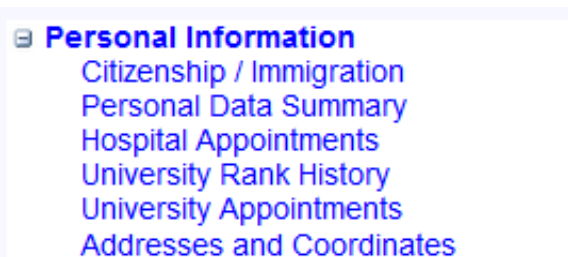 Personal Information
Citizenship / Immigration
Personal Data Summary
Hospital Appointments
University Rank History
University Appointments
Addresses and Coordinates